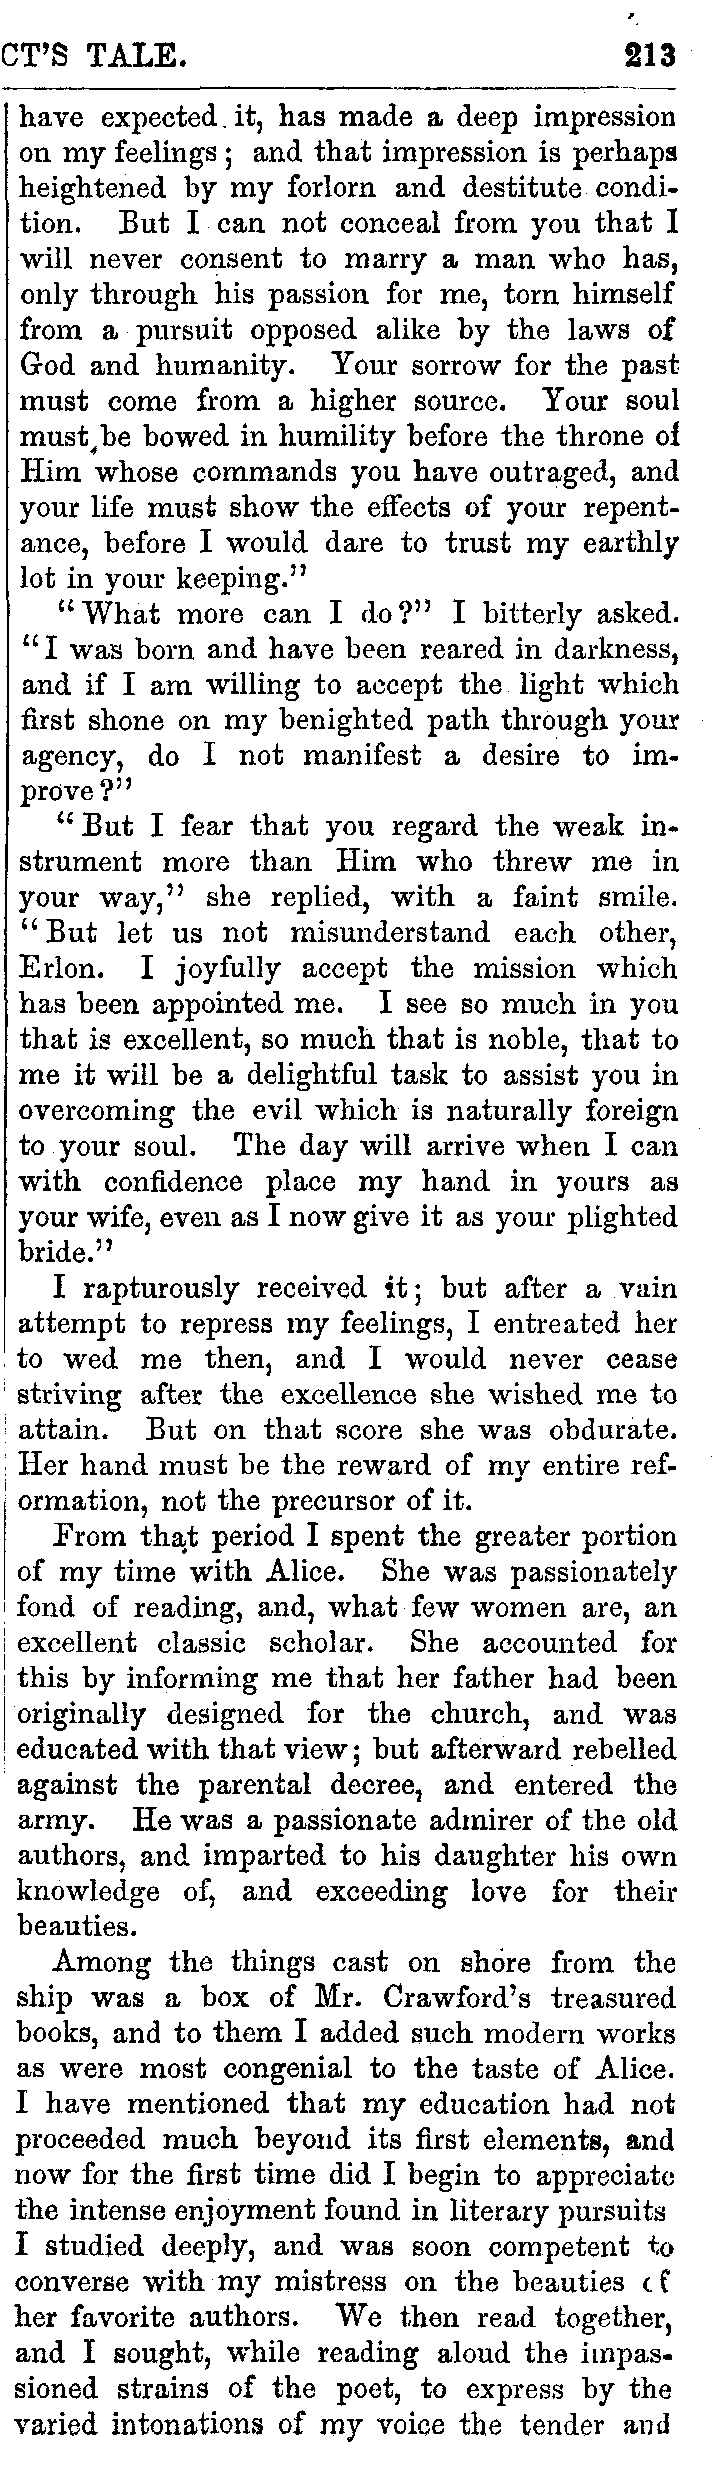 CT'S TALE. 213
have expected it, has made a deep impression
on my feelings; and that impression is perhaps
heightened by my forlorn and destitute condi-
tion. But I can not conceal from you that I
will never consent to marry a man who has,
only through his passion for me, torn himself
from a pursuit opposed alike by the laws of
God and humanity. Your sorrow for the past
must come from a higher source. Your soul
must be bowed in humility before the throne of
Him whose commands you have outraged, and
your life must show the effects of your repent-
ance, before I would dare to trust my earthly
lot in your keeping."
"What more can I do?" I bitterly asked.
"I was born and have been reared in darkness,
and if I am willing to accept the light which
first shone on my benighted path through your
agency, do I not manifest a desire to im-
prove?"
"But I fear that you regard the weak in-
strument more than Him who threw me in
your way," she replied, with a faint smile.
"But let us not misunderstand each other,
Erlon. I joyfully accept the mission which
has been appointed me. I see so much in you
that is excellent, so much that is noble, that to
me it will be a delightful task to assist you in
overcoming the evil which is naturally foreign
to your soul. The day will arrive when I can
with confidence place my hand in yours as
your wife, even as I now give it as your plighted
bride."
I rapturously received it; but after a vain
attempt to repress my feelings, I entreated her
to wed me then, and I would never cease
striving after the excellence she wished me to
attain. But on that score she was obdurate.
Her hand must be the reward of my entire ref-
ormation, not the precursor of it.
From that period I spent the greater portion
of my time with Alice. She was passionately
fond of reading, and, what few women are, an
excellent classic scholar. She accounted for
this by informing me that her father had been
originally designed for the church, and was
educated with that view; but afterward rebelled
against the parental decree, and entered the
army. He was a passionate admirer of the old
authors, and imparted to his daughter his own
knowledge of, and exceeding love for their
beauties.
Among the things cast on shore from the
ship was a box of Mr. Crawford's treasured
books, and to them I added such modern works
as were most congenial to the taste of Alice.
I have mentioned that my education had not
proceeded much beyond its first elements, and
now for the first time did I begin to appreciate
the intense enjoyment found in literary pursuits
I studied deeply, and was soon competent to
converse with my mistress on the beauties of
her favorite authors. We then read together,
and I sought, while reading aloud the impas-
sioned strains of the poet, to express by the
varied intonations of my voice the tender and